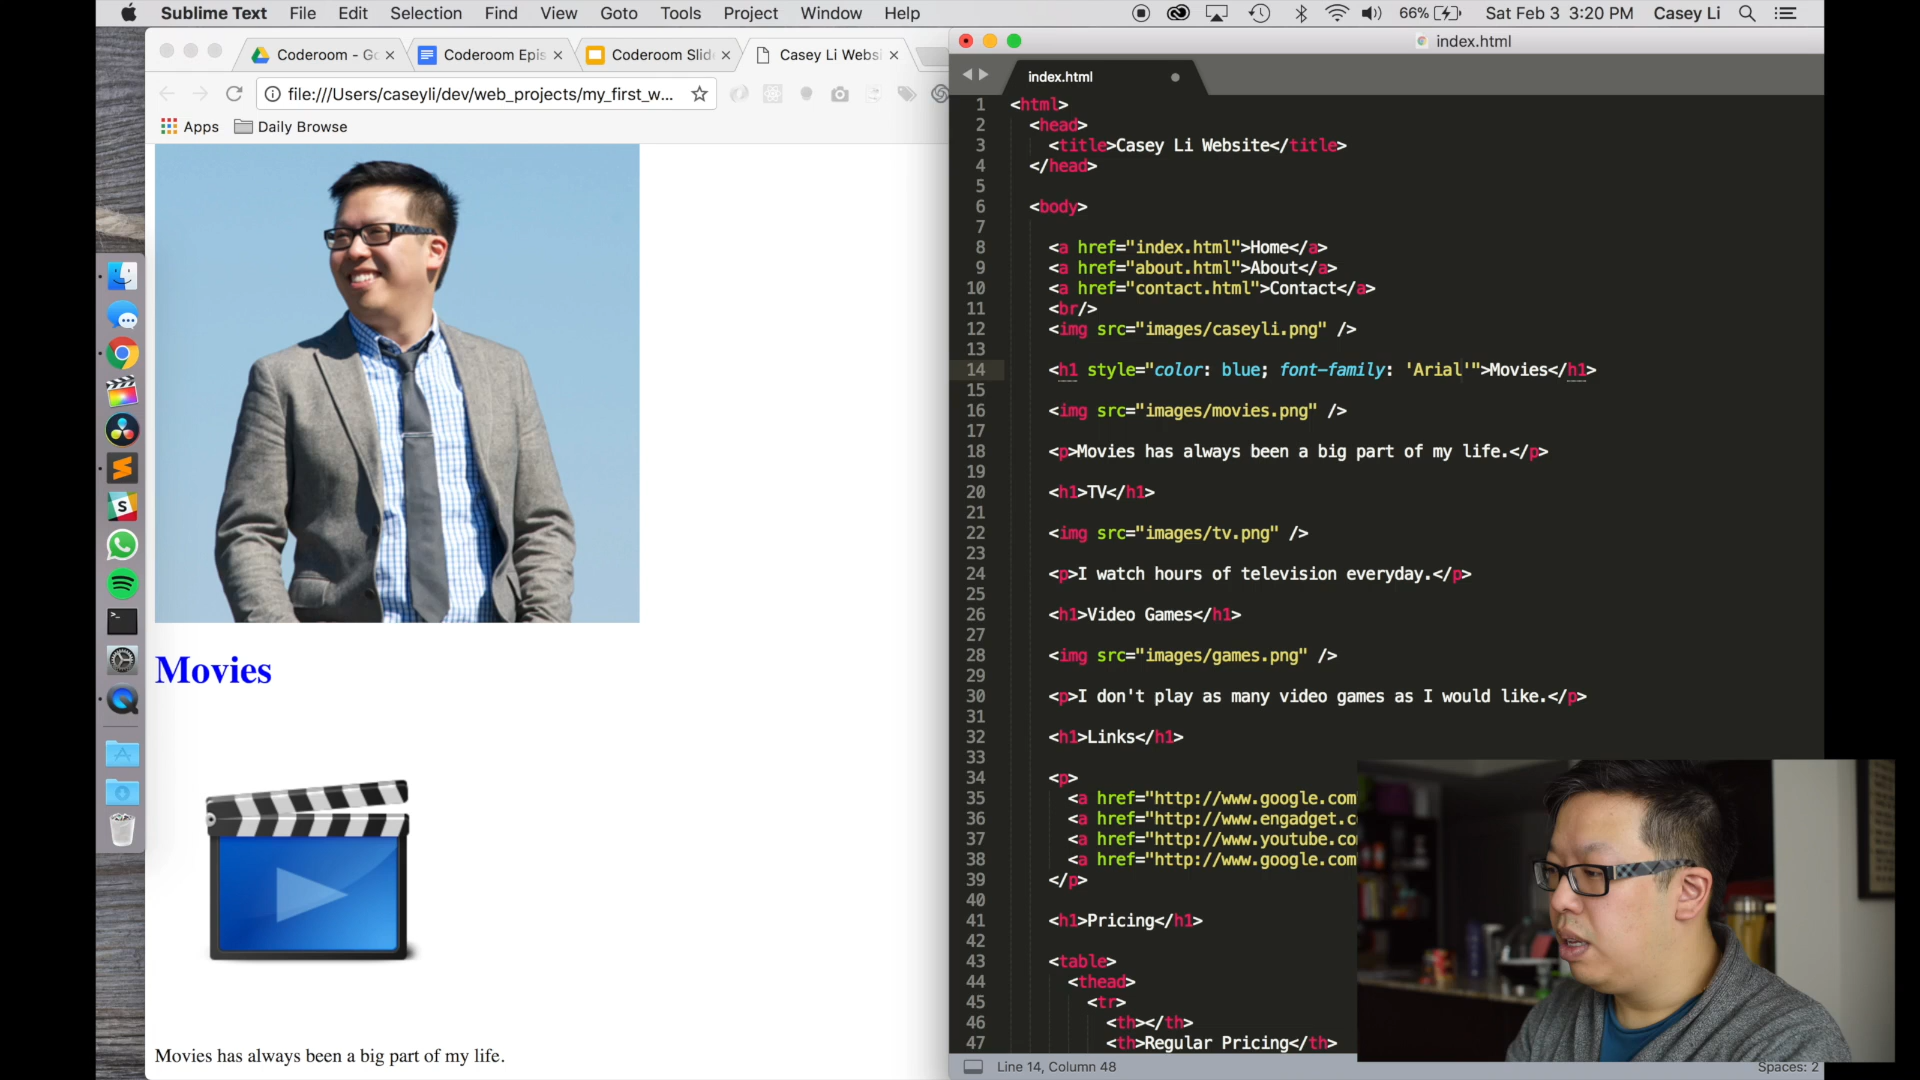 Sublime Text File Edit Selection Find View Goto Tools Project Window Help 66% Sat Feb 3 3:20 PM Casey Li
Coderoom - Go
Coderoom Epis
Coderoom Slid
Casey Li Websi
file:///Users/caseyli/dev/web_projects/my_first_w...
Apps Daily Browse
Movies
Movies has always been a big part of my life.
index.html
index.html
1 <html>
2 <head>
3 <title>Casey Li Website</title>
4 </head>
5
6 <body>
7
8 <a href="index.html">Home</a>
9 <a href="about.html">About</a>
10 <a href="contact.html">Contact</a>
11 <br/>
12 <img src="images/caseyli.png" />
13
14 <h1 style="color: blue; font-family: 'Arial'">Movies</h1>
15
16 <img src="images/movies.png" />
17
18 <p>Movies has always been a big part of my life.</p>
19
20 <h1>TV</h1>
21
22 <img src="images/tv.png" />
23
24 <p>I watch hours of television everyday.</p>
25
26 <h1>Video Games</h1>
27
28 <img src="images/games.png" />
29
30 <p>I don't play as many video games as I would like.</p>
31
32 <h1>Links</h1>
33
34 <p>
35 <a href="http://www.google.com"
36 <a href="http://www.engadget.c
37 <a href="http://www.youtube.co
38 <a href="http://www.google.com"
39 </p>
40
41 <h1>Pricing</h1>
42
43 <table>
44 <thead>
45 <tr>
46 <th></th>
47 <th>Regular Pricing</th>
Line 14, Column 48
Spaces: 2